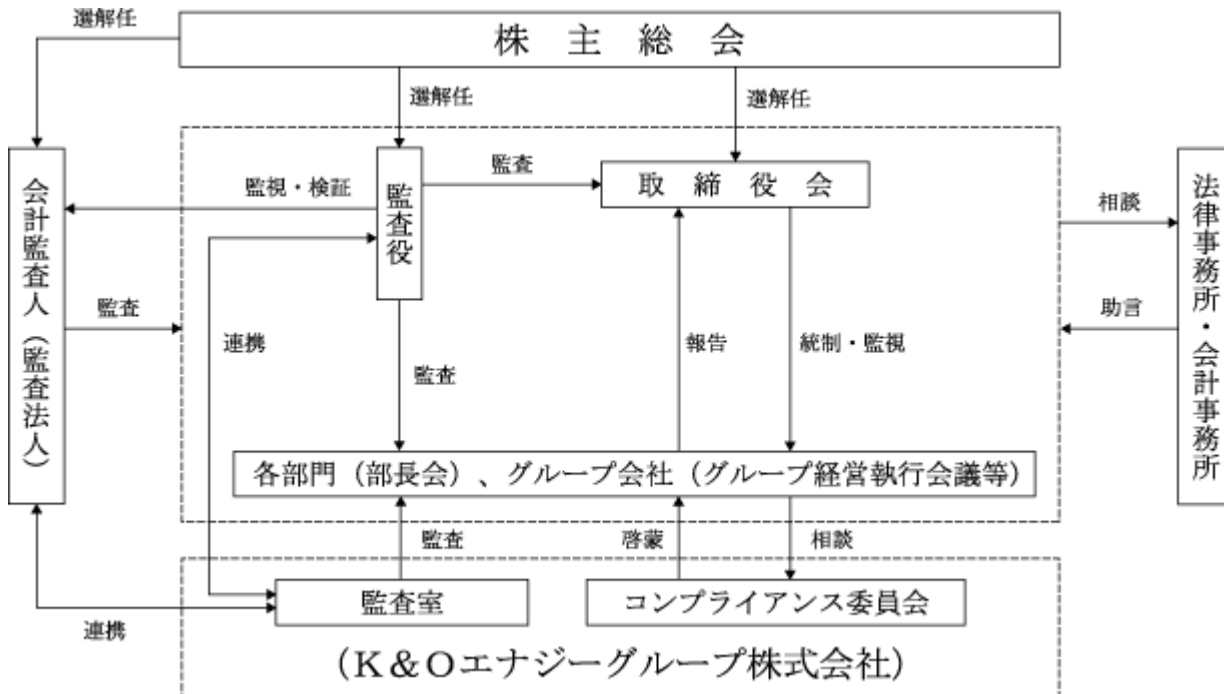 選解任
株主総会
選解任
選解任
会計監査人（監査法人）
監査役
監査
取締役会
法律事務所・会計事務所
監視・検証
相談
監査
助言
連携
報告
統制・監視
監査
各部門（部長会）、グループ会社（グループ経営執行会議等）
監査
啓蒙
相談
監査室
コンプライアンス委員会
連携
（K＆Oエナジーグループ株式会社）